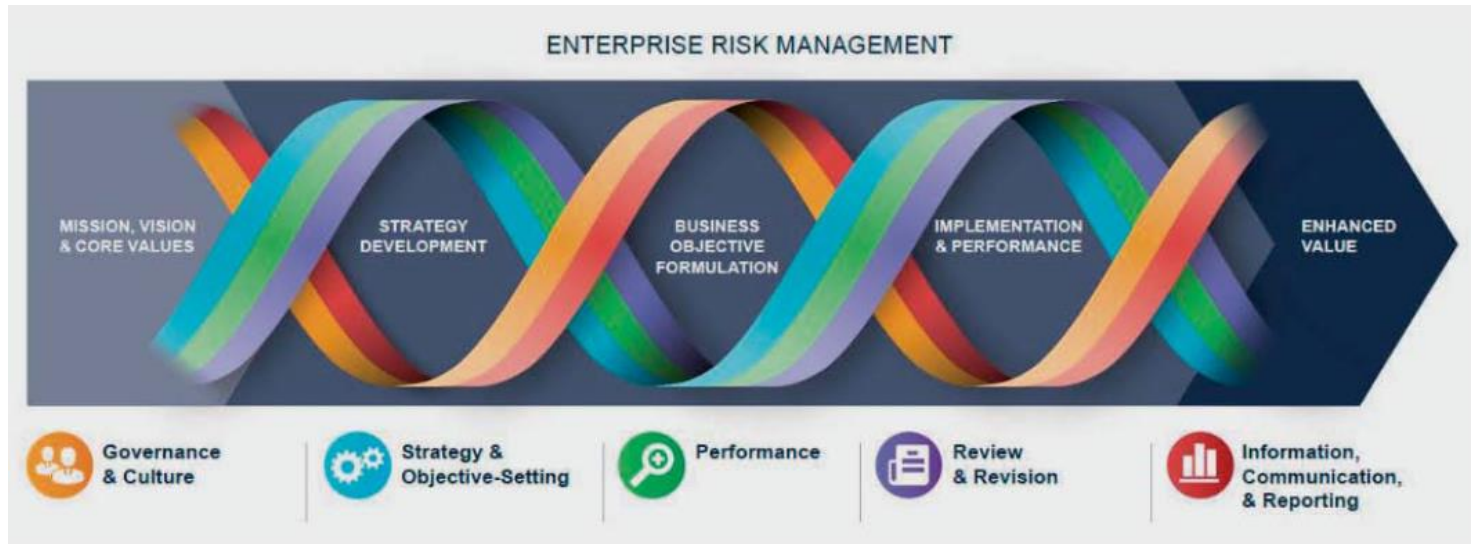 ENTERPRISE RISK MANAGEMENT
MISSION, VISION
& CORE VALUES
STRATEGY
DEVELOPMENT
BUSINESS
OBJECTIVE
FORMULATION
IMPLEMENTATION
& PERFORMANCE
ENHANCED
VALUE
Governance
& Culture
Strategy &
Objective-Setting
Performance
Review
& Revision
Information,
Communication,
& Reporting